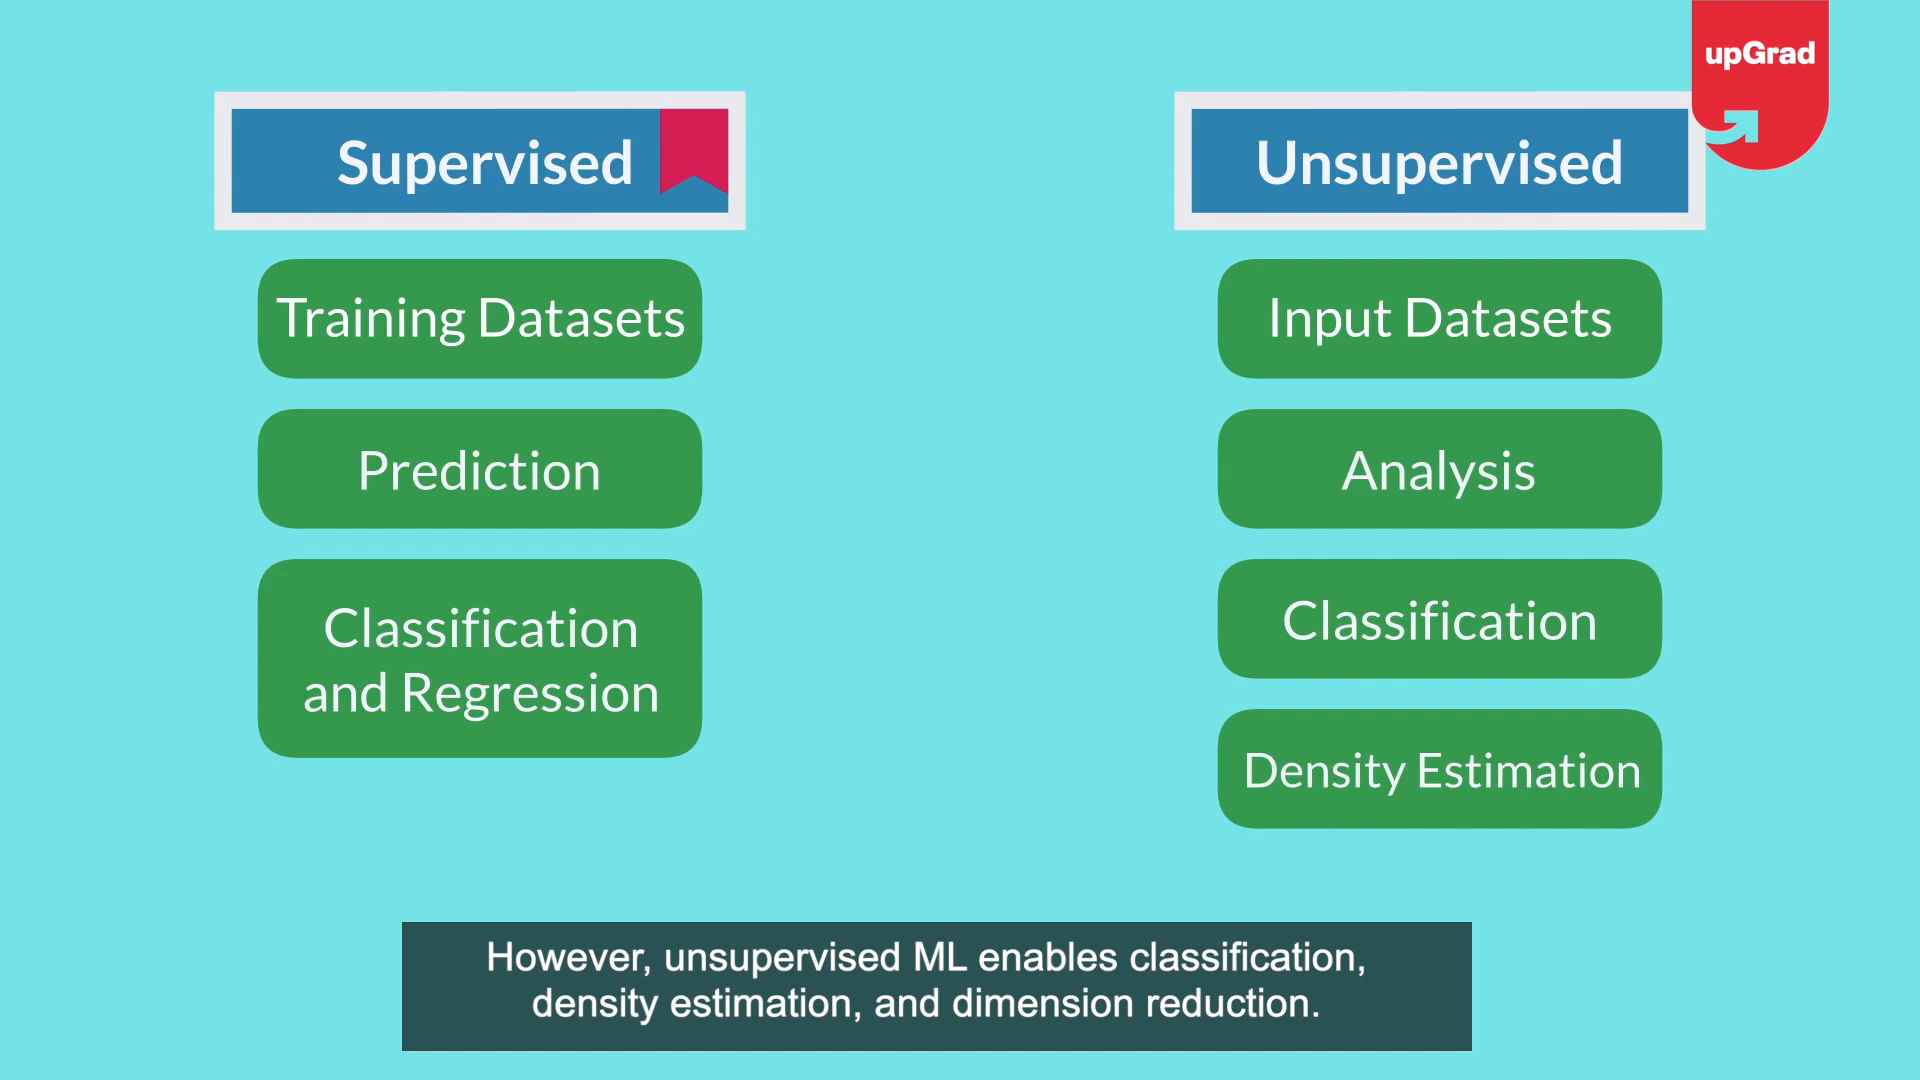 upGrad
Supervised
Training Datasets
Prediction
Classification
and Regression
Unsupervised
Input Datasets
Analysis
Classification
Density Estimation
However, unsupervised ML enables classification,
density estimation, and dimension reduction.